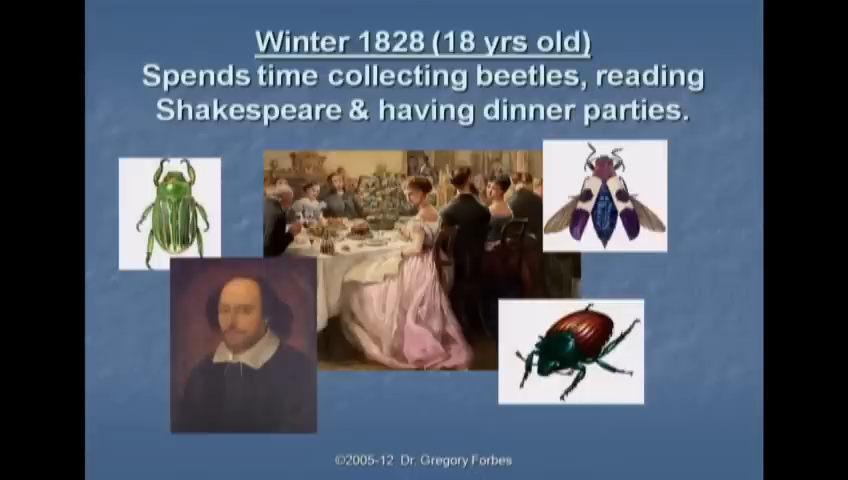 Winter 1828 (18 yrs old)
Spends time collecting beetles, reading
Shakespeare & having dinner parties.
©2005-12 Dr. Gregory Forbes